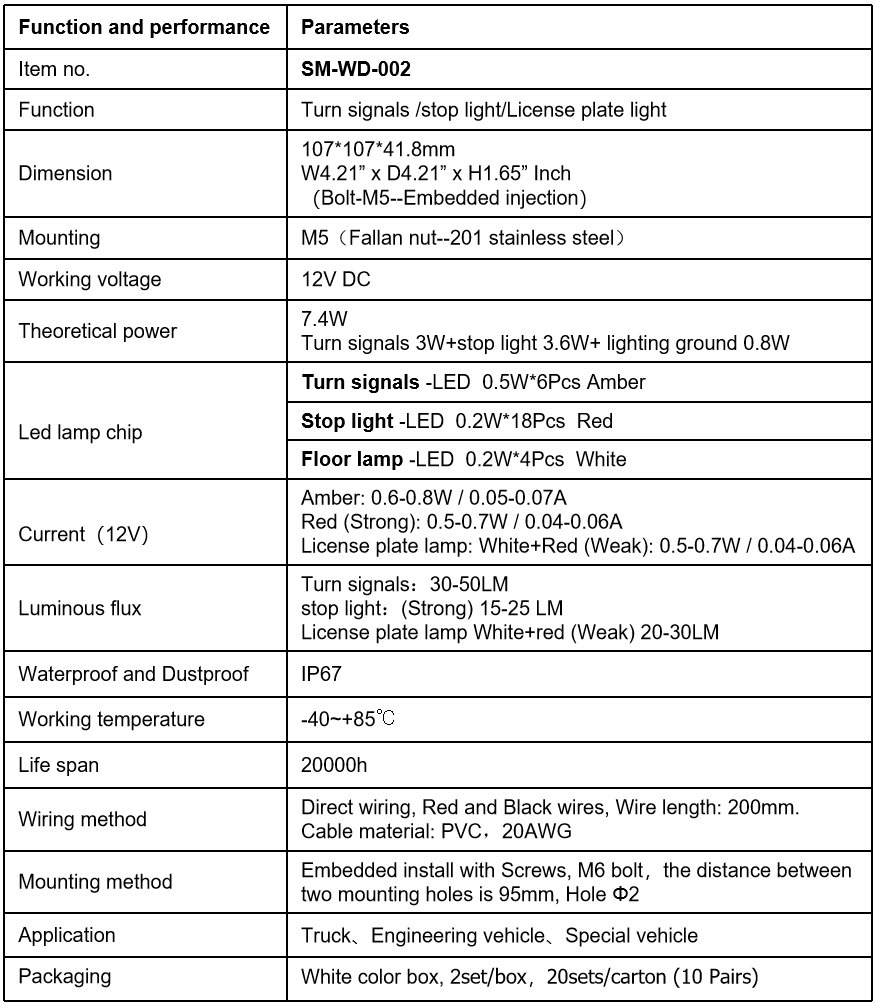 Function and performance
Parameters
Item no.
SM-WD-002
Function
Turn signals /stop light/License plate light
Dimension
107*107*41.8mm
W4.21” x D4.21” x H1.65” Inch
（Bolt-M5--Embedded injection）
Mounting
M5（Fallan nut--201 stainless steel）
Working voltage
12V DC
Theoretical power
7.4W
Turn signals 3W+stop light 3.6W+ lighting ground 0.8W
Led lamp chip
Turn signals -LED 0.5W*6Pcs Amber
Stop light -LED 0.2W*18Pcs Red
Floor lamp -LED 0.2W*4Pcs White
Current（12V）
Amber: 0.6-0.8W / 0.05-0.07A
Red (Strong): 0.5-0.7W / 0.04-0.06A
License plate lamp: White+Red (Weak): 0.5-0.7W / 0.04-0.06A
Luminous flux
Turn signals：30-50LM
stop light：(Strong) 15-25 LM
License plate lamp White+red (Weak) 20-30LM
Waterproof and Dustproof
IP67
Working temperature
-40~+85℃
Life span
20000h
Wiring method
Direct wiring, Red and Black wires, Wire length: 200mm.
Cable material: PVC，20AWG
Mounting method
Embedded install with Screws, M6 bolt，the distance between
two mounting holes is 95mm, Hole Φ2
Application
Truck、Engineering vehicle、Special vehicle
Packaging
White color box, 2set/box，20sets/carton (10 Pairs)